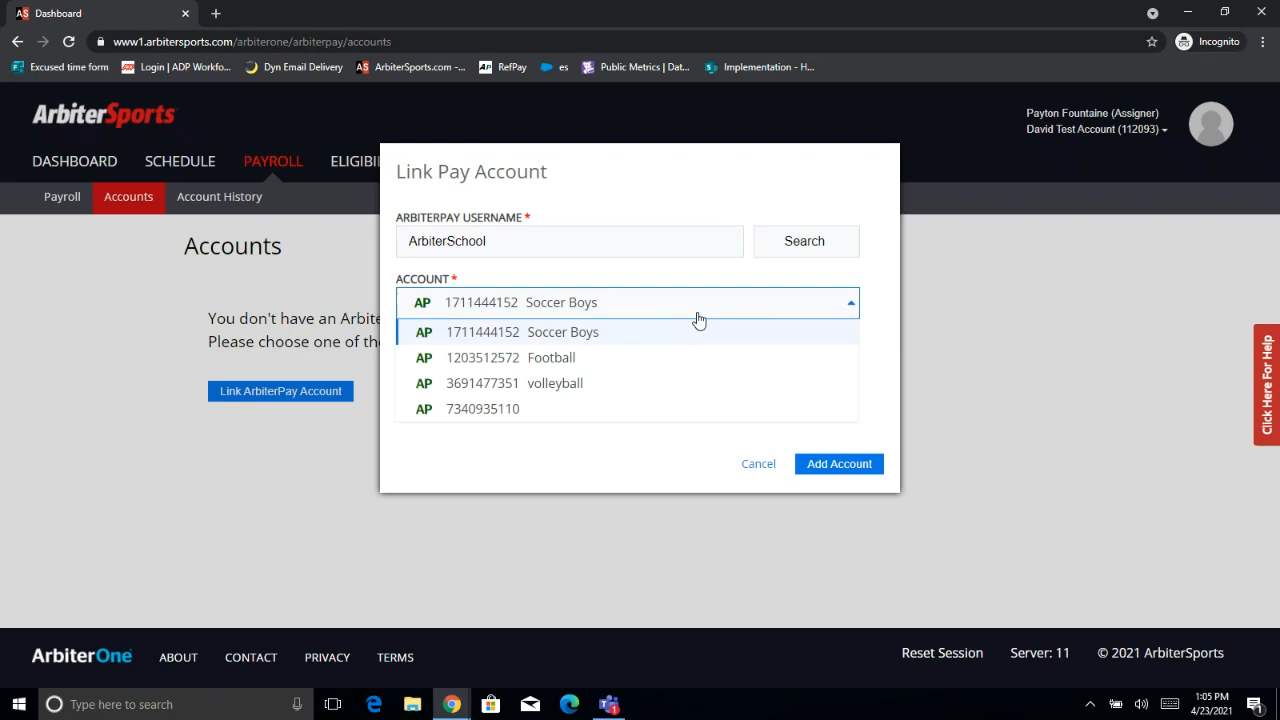 AS Dashboard
www1.arbitersports.com/arbiterone/arbiterpay/accounts
Incognito
Excused time form
Login | ADP Workfo...
Dyn Email Delivery
AS ArbiterSports.com -...
AP RefPay
es
Public Metrics | Dat...
Implementation - H...
ArbiterSports
Payton Fountaine (Assigner)
David Test Account (112093)
DASHBOARD SCHEDULE PAYROLL ELIGIBI
Payroll Accounts Account History
Accounts
You don't have an Arbite
Please choose one of the
Link ArbiterPay Account
Link Pay Account
ARBITERPAY USERNAME *
ArbiterSchool
Search
ACCOUNT *
AP 1711444152 Soccer Boys
AP 1711444152 Soccer Boys
AP 1203512572 Football
AP 3691477351 volleyball
AP 7340935110
Cancel Add Account
Click Here For Help
ArbiterOne ABOUT CONTACT PRIVACY TERMS
Reset Session Server: 11 © 2021 ArbiterSports
Type here to search
1:05 PM
4/23/2021